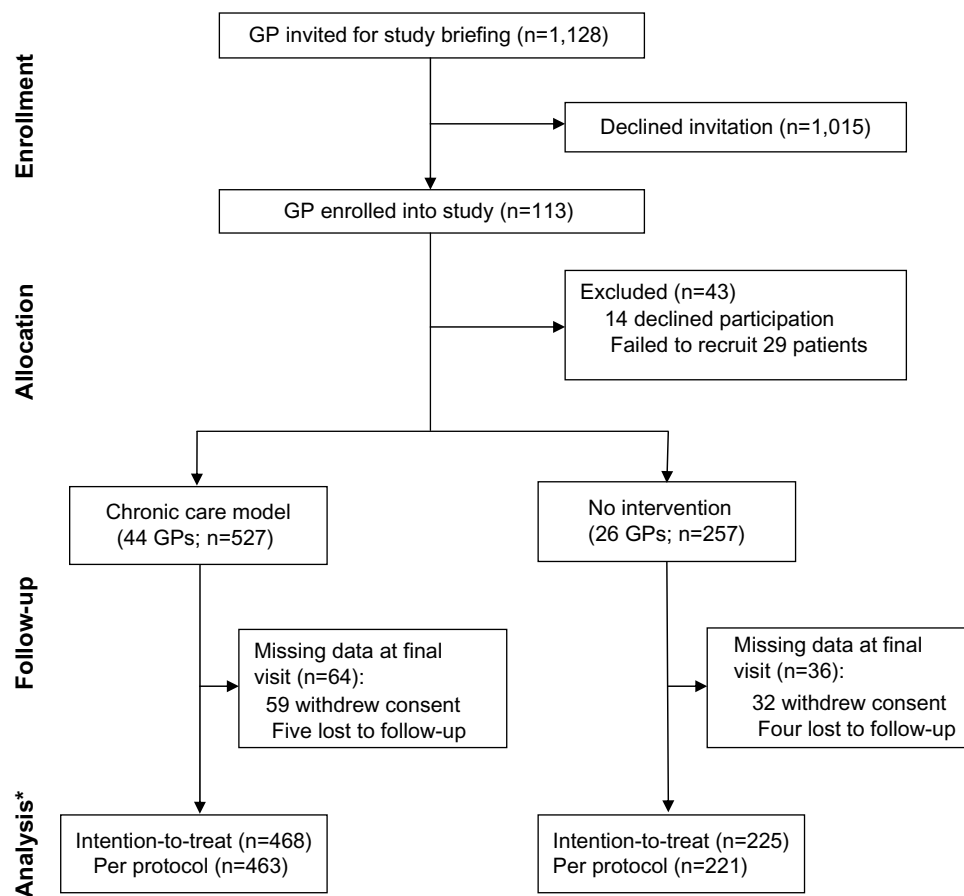 Enrollment
GP invited for study briefing (n=1,128)
Declined invitation (n=1,015)
GP enrolled into study (n=113)
Allocation
Excluded (n=43)
14 declined participation
Failed to recruit 29 patients
Chronic care model
(44 GPs; n=527)
No intervention
(26 GPs; n=257)
Follow-up
Missing data at final
visit (n=64):
59 withdrew consent
Five lost to follow-up
Missing data at final
visit (n=36):
32 withdrew consent
Four lost to follow-up
Analysis*
Intention-to-treat (n=468)
Per protocol (n=463)
Intention-to-treat (n=225)
Per protocol (n=221)